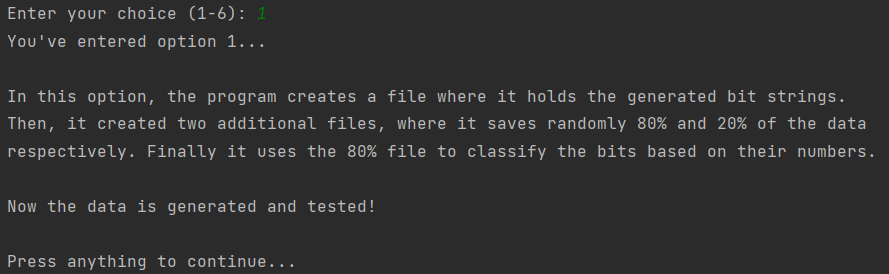 Enter your choice (1-6): 1
You've entered option 1...
In this option, the program creates a file where it holds the generated bit strings.
Then, it created two additional files, where it saves randomly 80% and 20% of the data
respectively. Finally it uses the 80% file to classify the bits based on their numbers.
Now the data is generated and tested!
Press anything to continue...